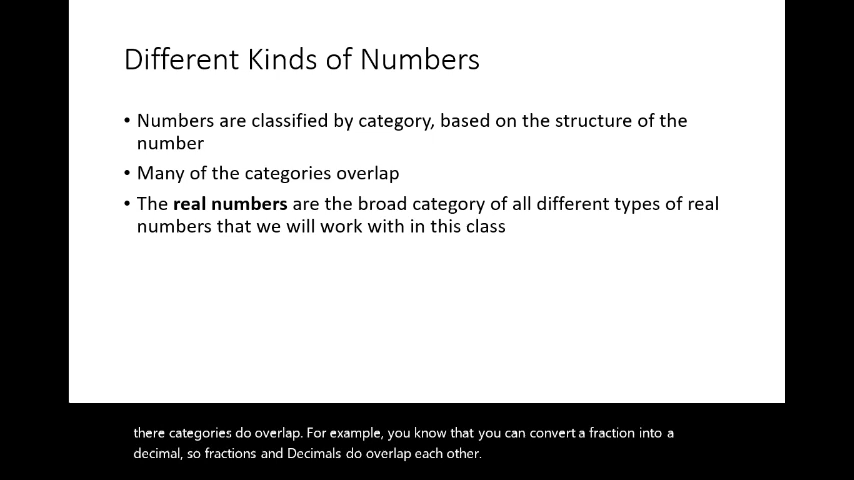 Different Kinds of Numbers
• Numbers are classified by category, based on the structure of the
number
• Many of the categories overlap
• The real numbers are the broad category of all different types of real
numbers that we will work with in this class
there categories do overlap. For example, you know that you can convert a fraction into a
decimal, so fractions and Decimals do overlap each other.